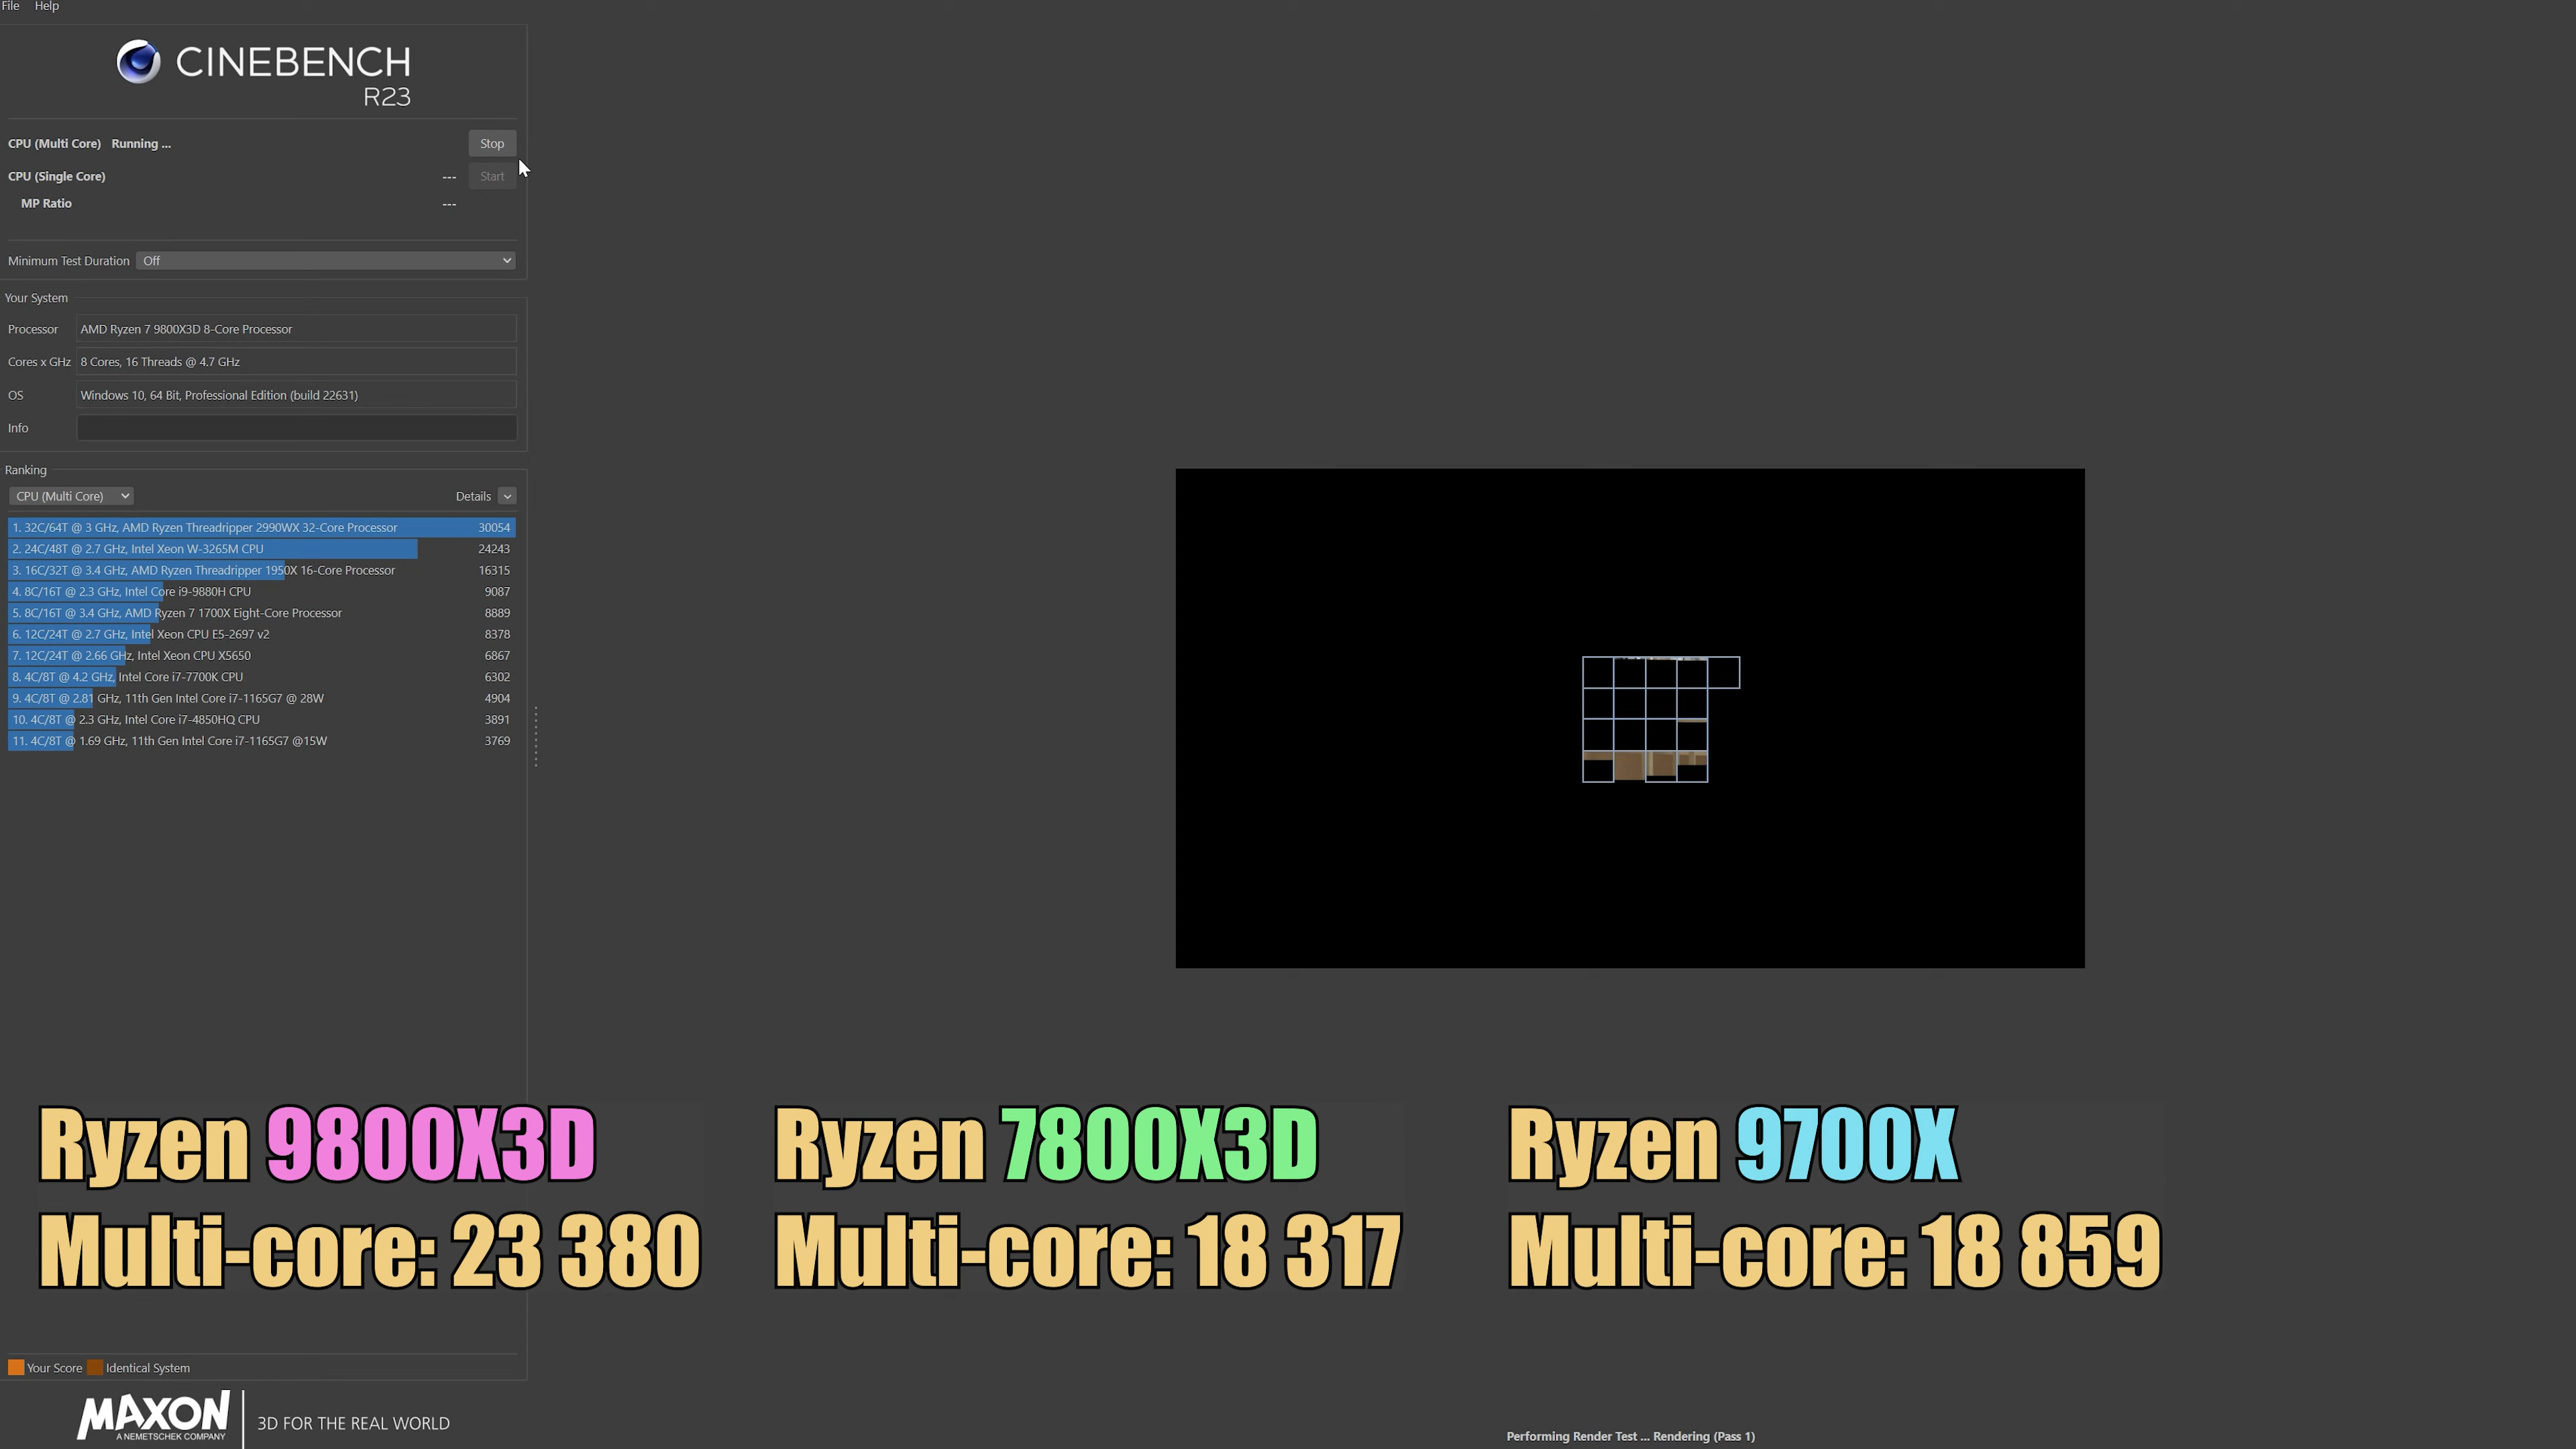 File Help
CINEBENCH
R23
CPU (Multi Core) Running ... Stop
CPU (Single Core) --- Start
MP Ratio ---
Minimum Test Duration Off
Your System
Processor AMD Ryzen 7 9800X3D 8-Core Processor
Cores x GHz 8 Cores, 16 Threads @ 4.7 GHz
OS Windows 10, 64 Bit, Professional Edition (build 22631)
Info
Ranking
CPU (Multi Core) Details
1. 32C/64T @ 3 GHz, AMD Ryzen Threadripper 2990WX 32-Core Processor 30054
2. 24C/48T @ 2.7 GHz, Intel Xeon W-3265M CPU 24243
3. 16C/32T @ 3.4 GHz, AMD Ryzen Threadripper 1950X 16-Core Processor 16315
4. 8C/16T @ 2.3 GHz, Intel Core i9-9880H CPU 9087
5. 8C/16T @ 3.4 GHz, AMD Ryzen 7 1700X Eight-Core Processor 8889
6. 12C/24T @ 2.7 GHz, Intel Xeon CPU E5-2697 v2 8378
7. 12C/24T @ 2.66 GHz, Intel Xeon CPU X5650 6867
8. 4C/8T @ 4.2 GHz, Intel Core i7-7700K CPU 6302
9. 4C/8T @ 2.81 GHz, 11th Gen Intel Core i7-1165G7 @ 28W 4904
10. 4C/8T @ 2.3 GHz, Intel Core i7-4850HQ CPU 3891
11. 4C/8T @ 1.69 GHz, 11th Gen Intel Core i7-1165G7 @15W 3769
Ryzen 9800X3D Ryzen 7800X3D Ryzen 9700X
Multi-core: 23 380 Multi-core: 18 317 Multi-core: 18 859
Your Score Identical System
MAXON
A NEMETSCHEK COMPANY
3D FOR THE REAL WORLD
Performing Render Test ... Rendering (Pass 1)